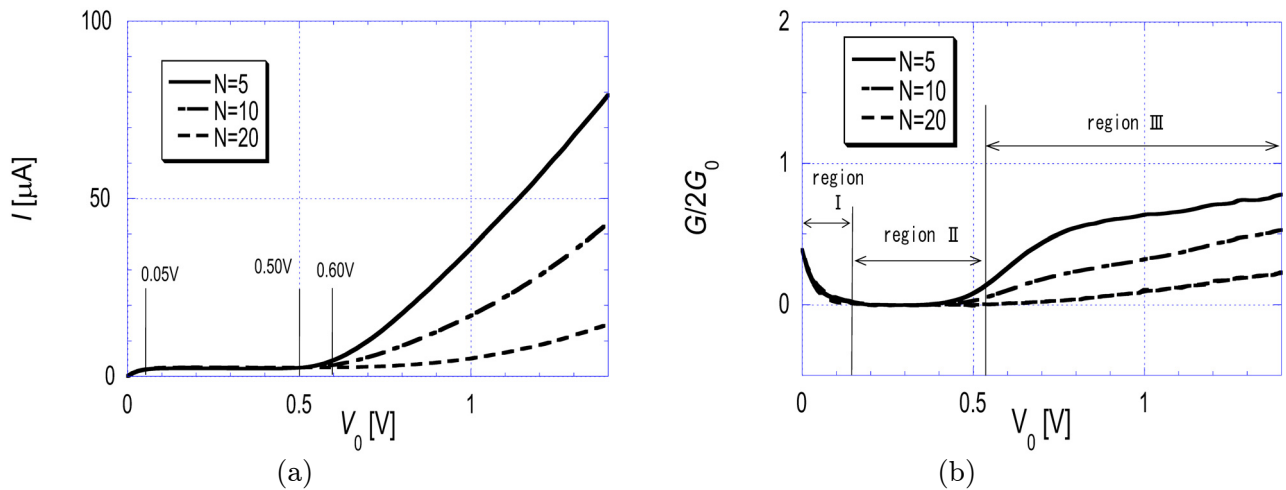 100
50
0
I [μA]
N=5
N=10
N=20
0.05V
0.50V
0.60V
0
0.5
1
V₀ [V]
(a)
2
1
0
G/2G₀
N=5
N=10
N=20
region
I
region II
region III
0
0.5
1
V₀ [V]
(b)